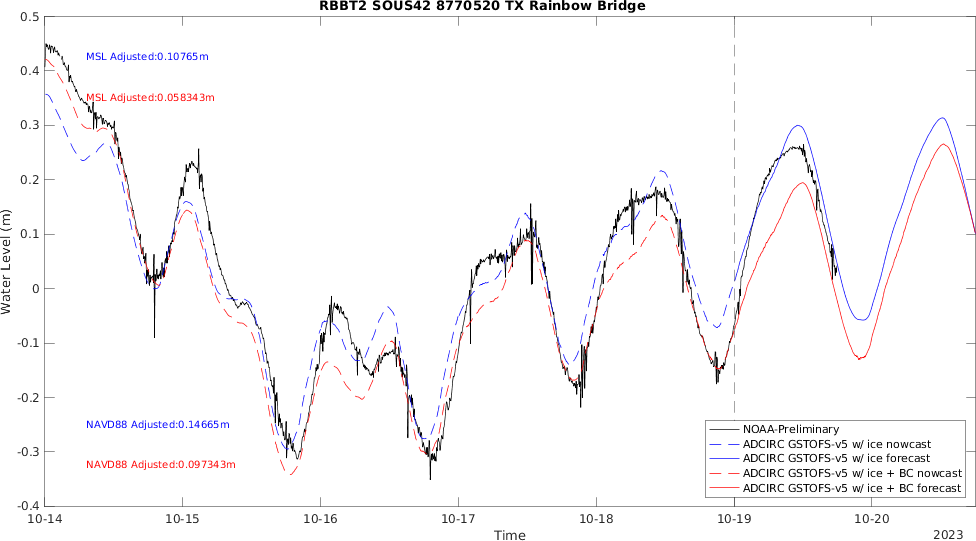 RBBT2 SOUS42 8770520 TX Rainbow Bridge
0.5
0.4
0.3
0.2
0.1
0
-0.1
-0.2
-0.3
-0.4
Water Level (m)
MSL Adjusted:0.10765m
MSL Adjusted:0.058343m
NAVD88 Adjusted:0.14665m
NAVD88 Adjusted:0.097343m
NOAA-Preliminary
ADCIRC GSTOFS-v5 w/ ice nowcast
ADCIRC GSTOFS-v5 w/ ice forecast
ADCIRC GSTOFS-v5 w/ ice + BC nowcast
ADCIRC GSTOFS-v5 w/ ice + BC forecast
10-14 10-15 10-16 10-17 10-18 10-19 10-20
Time
2023